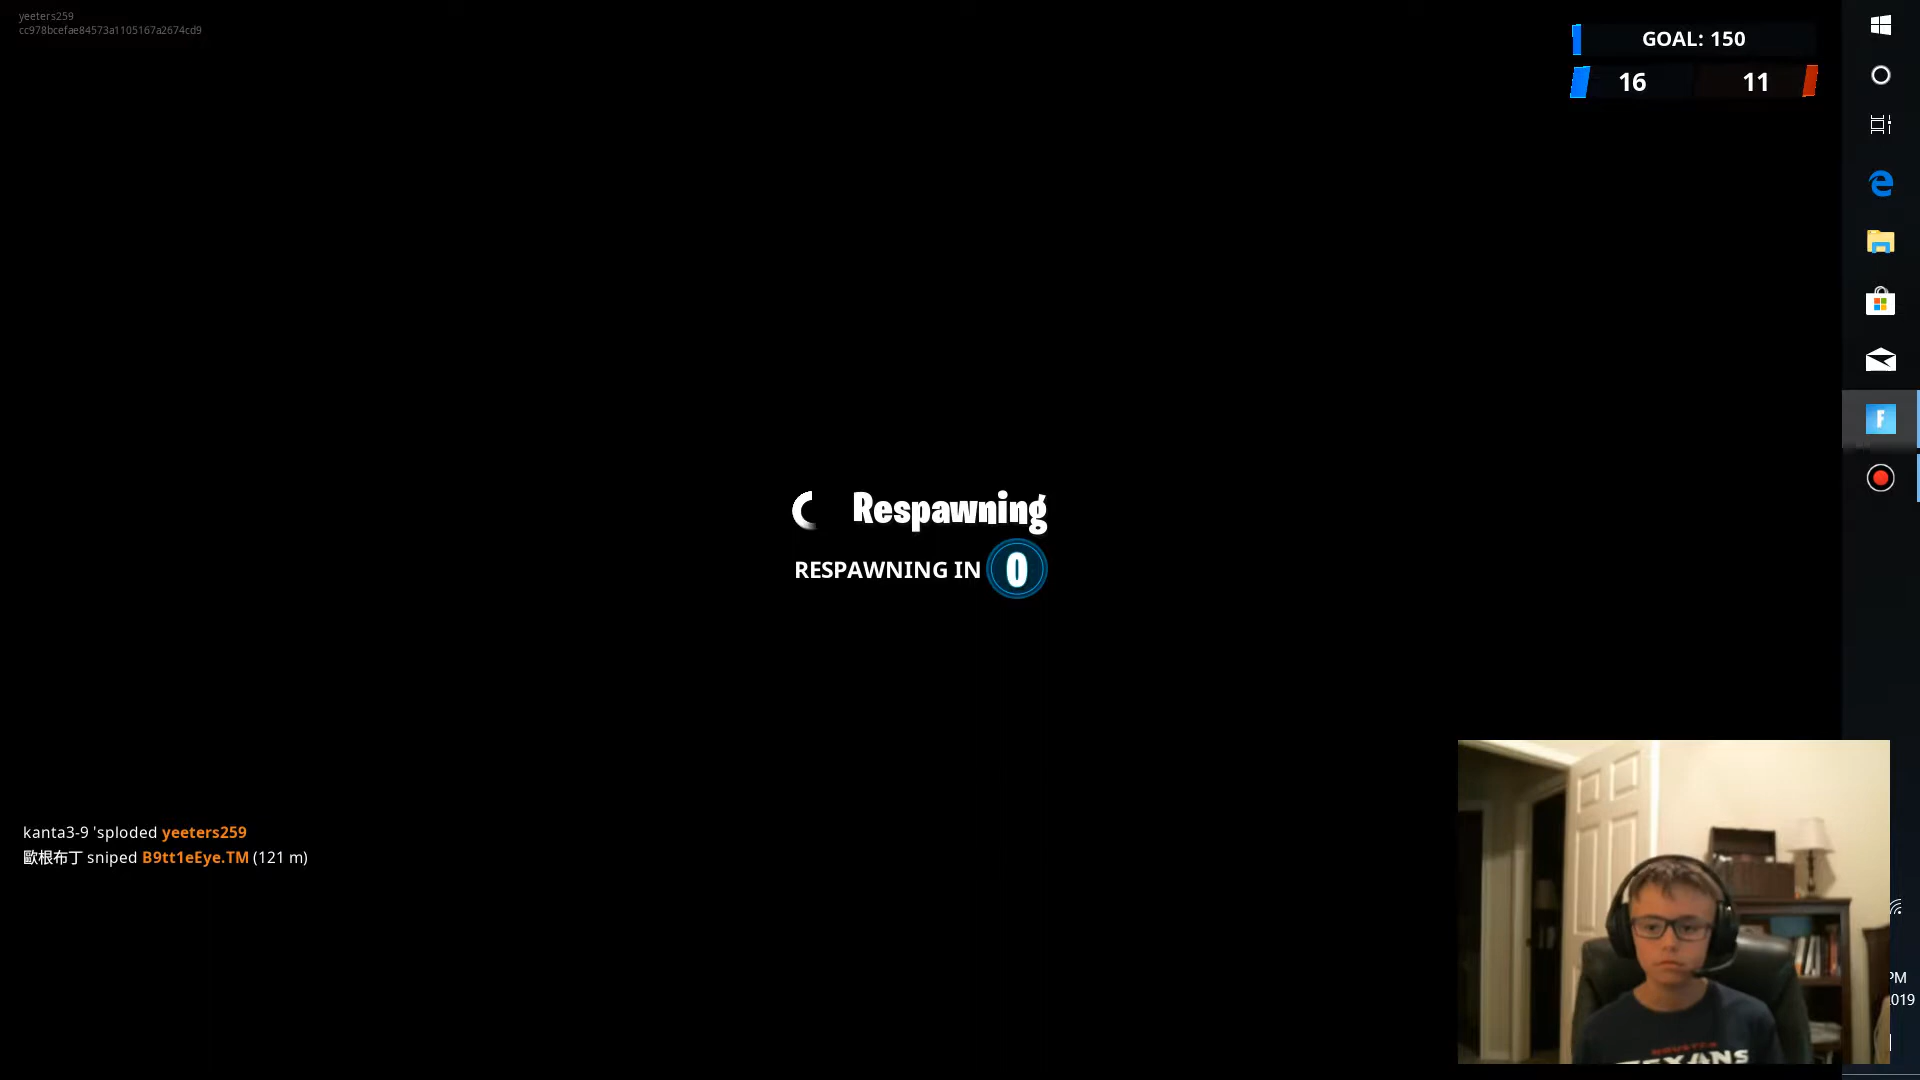 yeeters259
cc978bcefae84573a1105167a2674cd9
GOAL: 150
16 11
F
Respawning
RESPAWNING IN 0
kanta3-9 'sploded yeeters259
歐根布丁 sniped B9tt1eEye.TM (121 m)
PM
019
HOUSTON
TEXANS